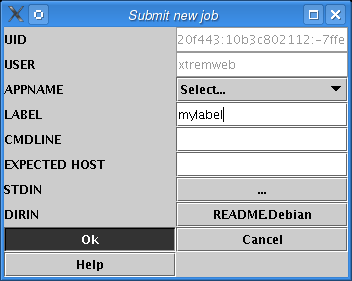 Submit new job
UID 20f443:10b3c802112:-7ffe
USER xtremweb
APPNAME Select...
LABEL mylabel
CMDLINE
EXPECTED HOST
STDIN ...
DIRIN README.Debian
Ok Cancel
Help